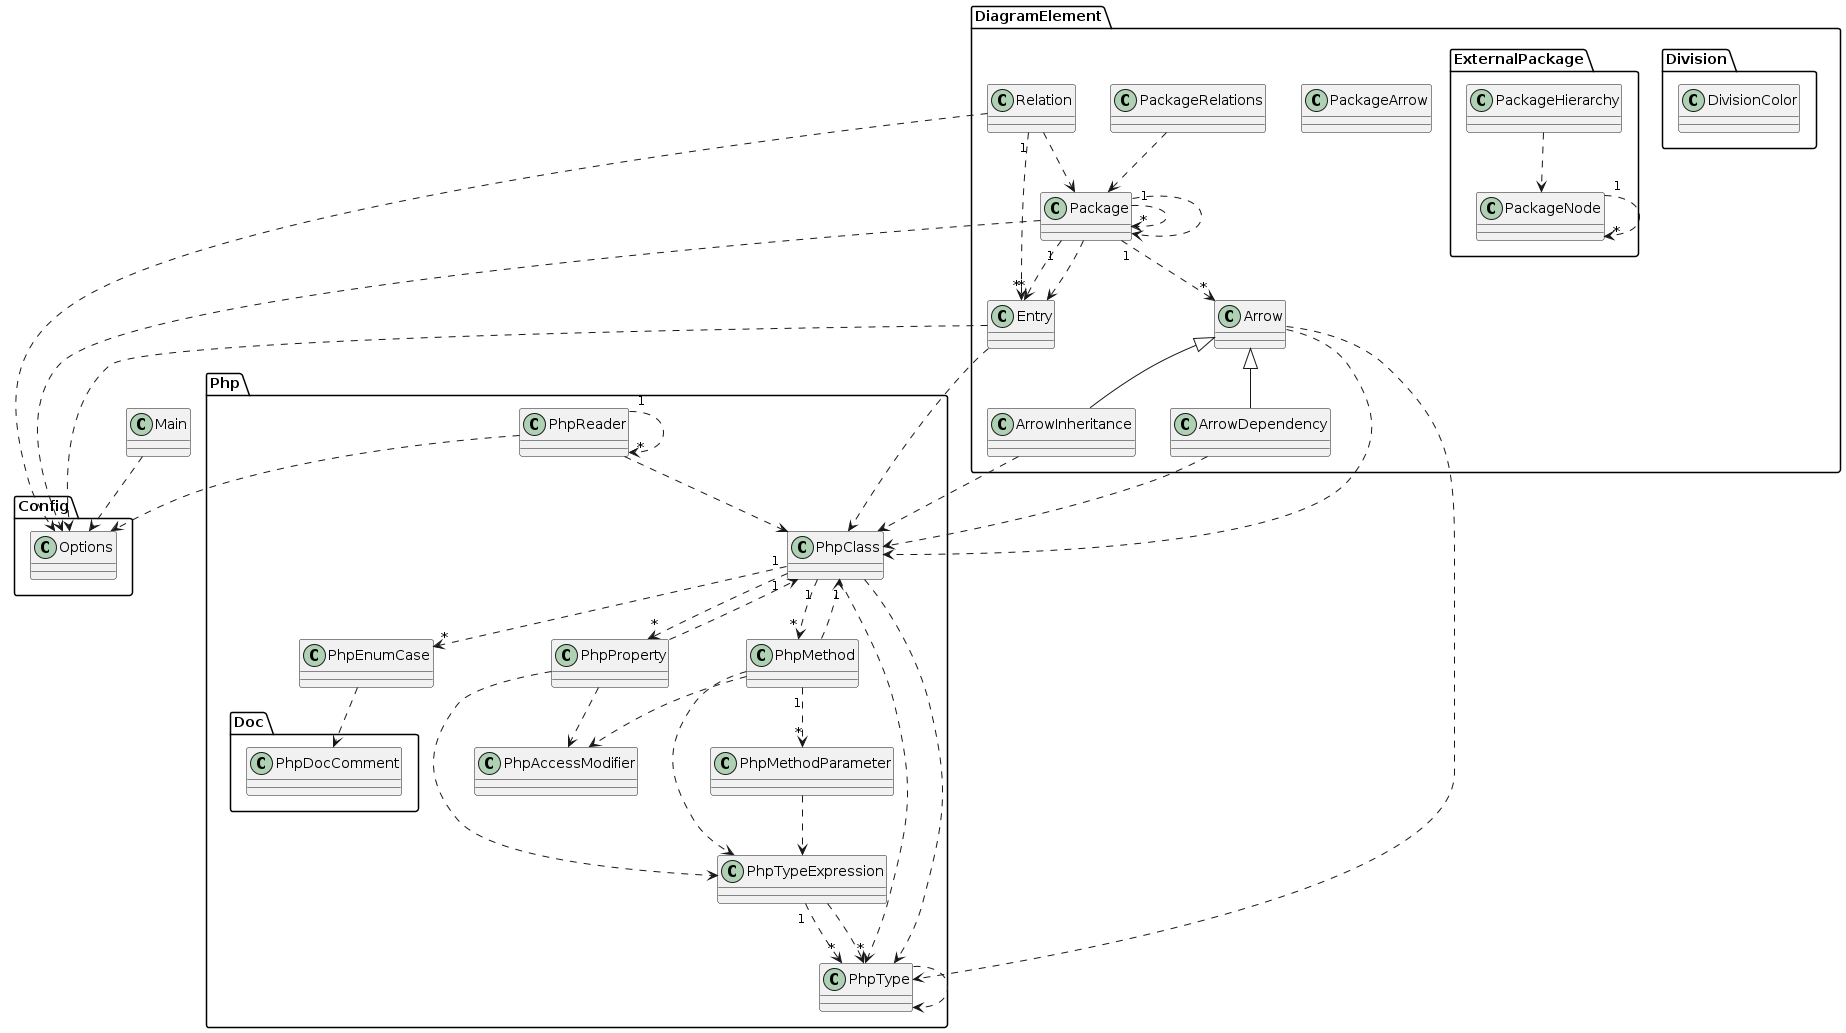 DiagramElement
ExternalPackage
Division
C Relation
C PackageRelations
C PackageArrow
C PackageHierarchy
C DivisionColor
1
1
1
C Package
*
C PackageNode
*
1
1
*
*
*
C Entry
C Arrow
Php
1
C Main
C PhpReader
*
C ArrowInheritance
C ArrowDependency
Config
C Options
C PhpClass
1
1
1
1
*
*
*
C PhpEnumCase
C PhpProperty
C PhpMethod
1
Doc
*
C PhpDocComment
C PhpAccessModifier
C PhpMethodParameter
C PhpTypeExpression
1
*
*
C PhpType